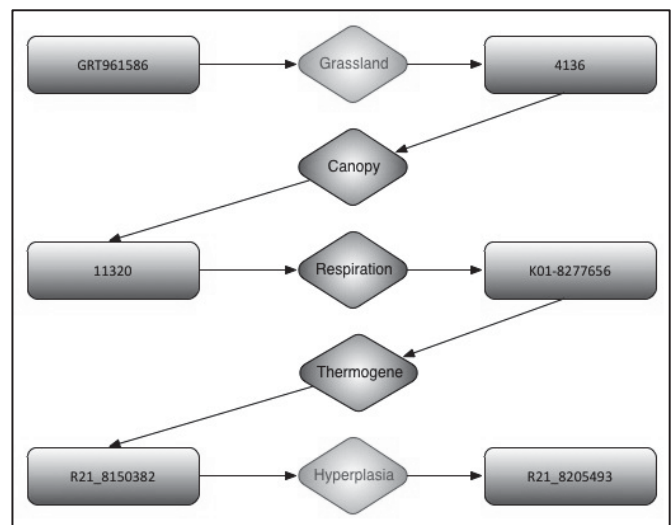 GRT961586
Grassland
4136
Canopy
11320
Respiration
K01-8277656
Thermogene
R21_8150382
Hyperplasia
R21_8205493